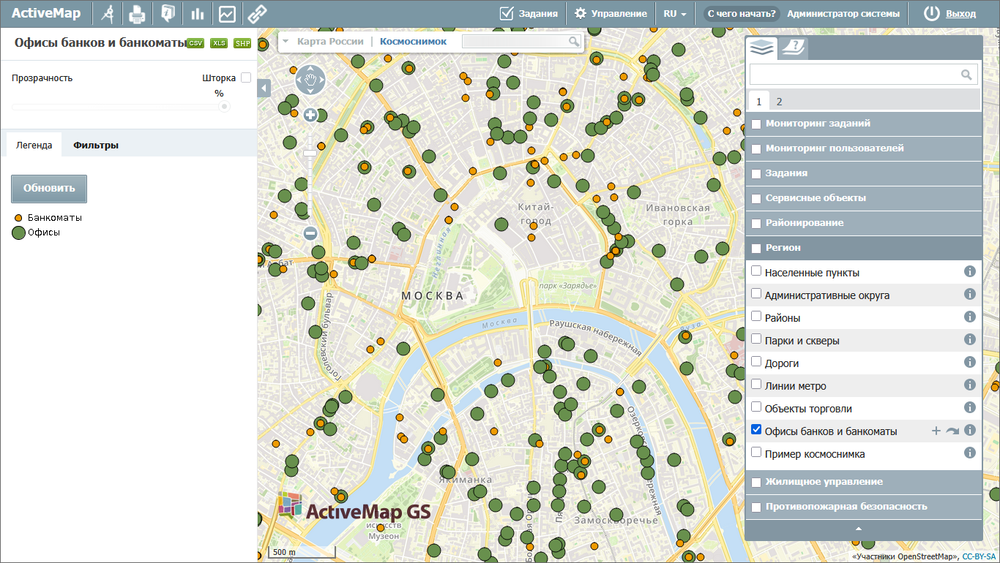 ActiveMap
Задания
Управление
RU
С чего начать?
Администратор системы
Выход
Офисы банков и банкоматы
CSV
XLS
SHP
Прозрачность
Шторка
%
Легенда
Фильтры
Обновить
Банкоматы
Офисы
Карта России | Космоснимок
Китай-
город
Ивановская
горка
Неглинная
Арбат
МОСКВА
парк «Зарядье»
Москва
Раушская набережная
Яуза
Гоголевский бульвар
Якиманка
искусств
Музеон
Замоскворечье
ActiveMap GS
500 m
1
2
Мониторинг заданий
Мониторинг пользователей
Задания
Сервисные объекты
Районирование
Регион
Населенные пункты
Административные округа
Районы
Парки и скверы
Дороги
Линии метро
Объекты торговли
Офисы банков и банкоматы
Пример космоснимка
Жилищное управление
Противопожарная безопасность
«Участники OpenStreetMap», CC-BY-SA